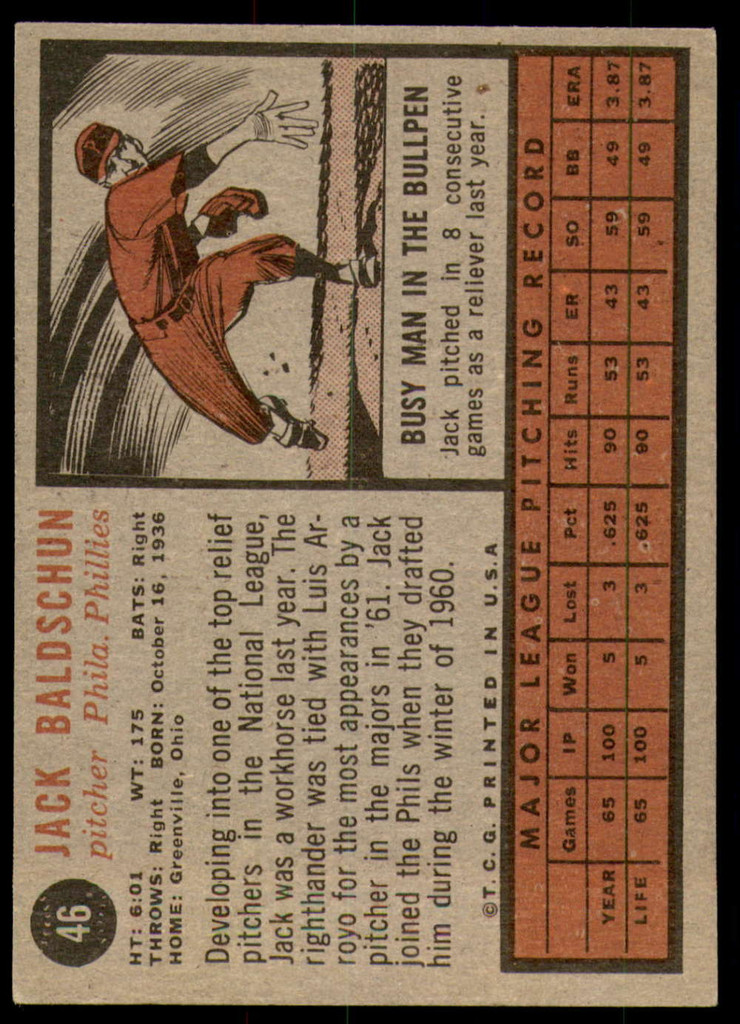 46
JACK BALDSCHUN
pitcher Phila. Phillies
HT: 6:01 WT: 175 BATS: Right
THROWS: Right BORN: October 16, 1936
HOME: Greenville, Ohio
Developing into one of the top relief
pitchers in the National League,
Jack was a workhorse last year. The
righthander was tied with Luis Ar-
royo for the most appearances by a
pitcher in the majors in '61. Jack
joined the Phils when they drafted
him during the winter of 1960.
©T.C.G. PRINTED IN U.S.A
BUSY MAN IN THE BULLPEN
Jack pitched in 8 consecutive
games as a reliever last year.
MAJOR LEAGUE PITCHING RECORD
Games IP Won Lost Pct Hits Runs ER SO BB ERA
YEAR 65 100 5 3 .625 90 53 43 59 49 3.87
LIFE 65 100 5 3 .625 90 53 43 59 49 3.87